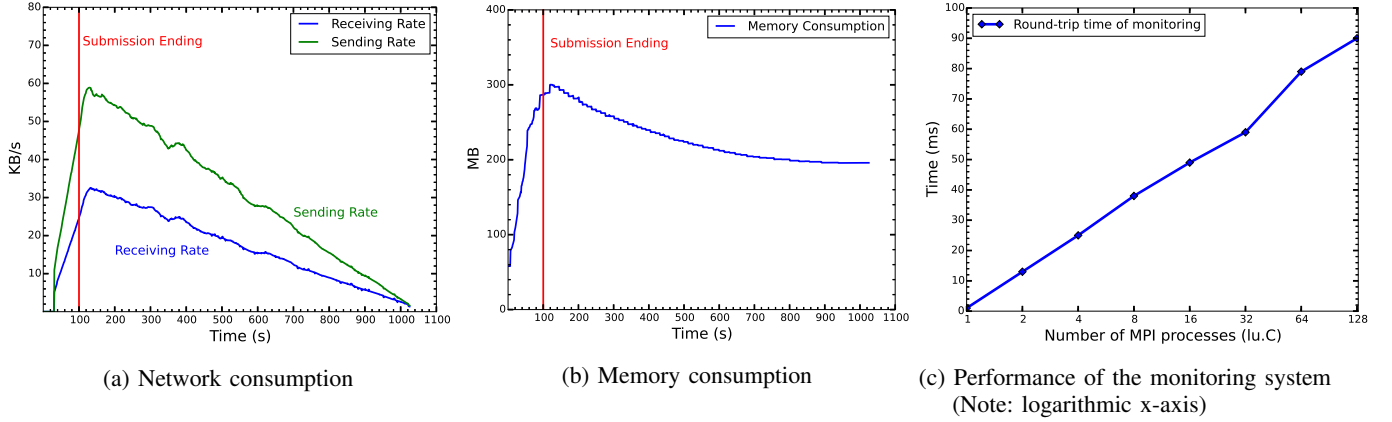 80
70
60
50
40
30
20
10
KB/s
Submission Ending
Receiving Rate
Sending Rate
Sending Rate
Receiving Rate
100 200 300 400 500 600 700 800 900 1000 1100
Time (s)
(a) Network consumption
400
300
200
100
0
MB
Submission Ending
Memory Consumption
100 200 300 400 500 600 700 800 900 1000 1100
Time (s)
(b) Memory consumption
100
90
80
70
60
50
40
30
20
10
0
Time (ms)
Round-trip time of monitoring
1 2 4 8 16 32 64 128
Number of MPI processes (lu.C)
(c) Performance of the monitoring system
(Note: logarithmic x-axis)